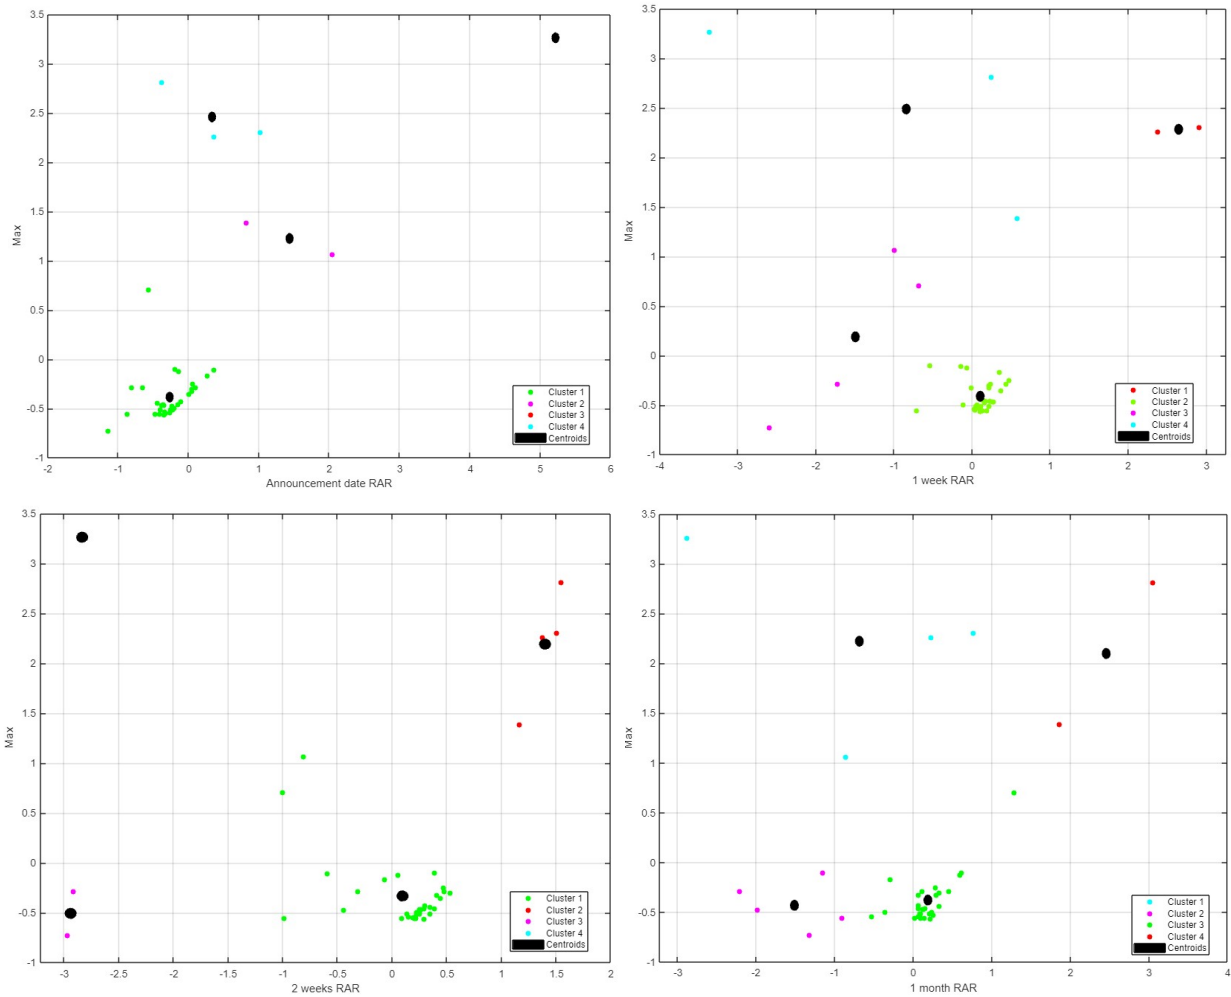 3.5
3
2.5
2
1.5
1
0.5
0
-0.5
-1
Max
-2
-1
0
1
2
3
4
5
6
Announcement date RAR
Cluster 1
Cluster 2
Cluster 3
Cluster 4
Centroids
3.5
3
2.5
2
1.5
1
0.5
0
-0.5
-1
Max
-4
-3
-2
-1
0
1
2
3
1 week RAR
Cluster 1
Cluster 2
Cluster 3
Cluster 4
Centroids
3.5
3
2.5
2
1.5
1
0.5
0
-0.5
-1
Max
-3
-2.5
-2
-1.5
-1
-0.5
0
0.5
1
1.5
2
2 weeks RAR
Cluster 1
Cluster 2
Cluster 3
Cluster 4
Centroids
3.5
3
2.5
2
1.5
1
0.5
0
-0.5
-1
Max
-3
-2
-1
0
1
2
3
4
1 month RAR
Cluster 1
Cluster 2
Cluster 3
Cluster 4
Centroids